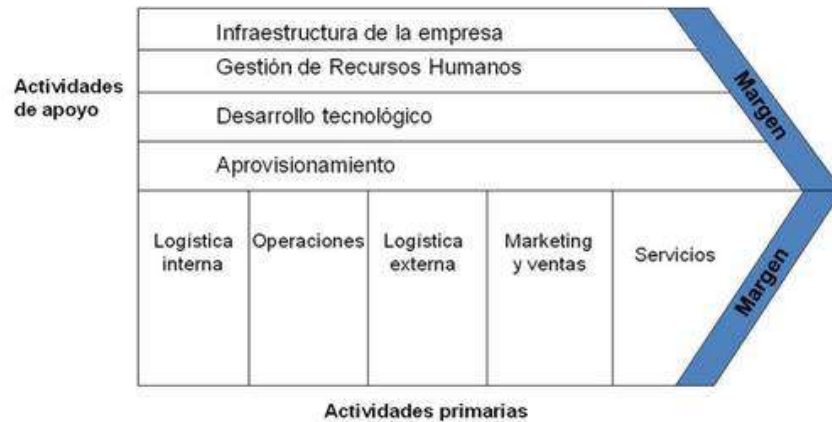 Infraestructura de la empresa
Gestión de Recursos Humanos
Actividades
de apoyo
Desarrollo tecnológico
Aprovisionamiento
Margen
Logística
interna
Operaciones
Logística
externa
Marketing
y ventas
Servicios
Margen
Actividades primarias